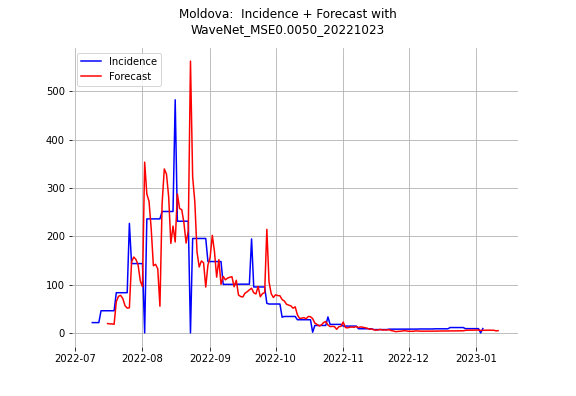 Moldova:  Incidence + Forecast with
WaveNet_MSE0.0050_20221023
Incidence
Forecast
500
400
300
200
100
0
2022-07 2022-08 2022-09 2022-10 2022-11 2022-12 2023-01